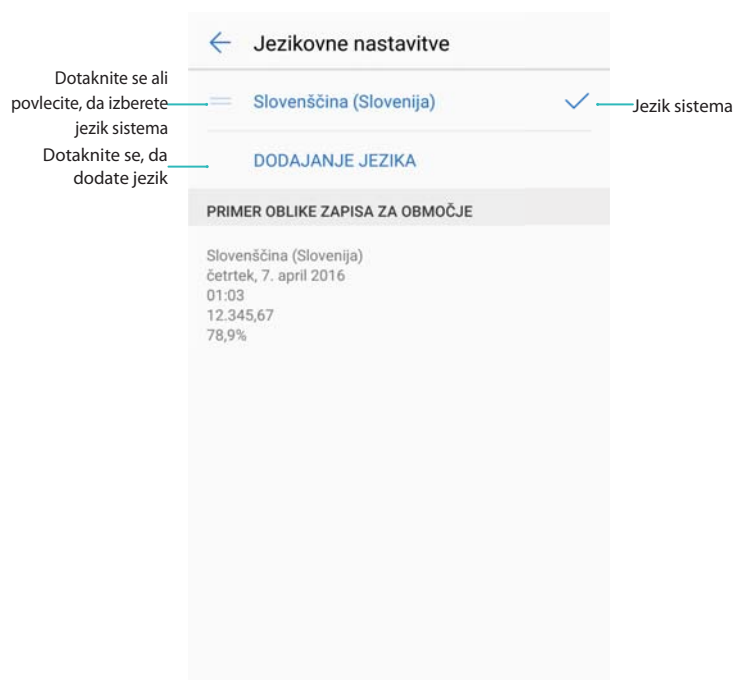 Jezikovne nastavitve
Dotaknite se ali
povlecite, da izberete
jezik sistema
Slovenščina (Slovenija)
Jezik sistema
Dotaknite se, da
dodate jezik
DODAJANJE JEZIKA
PRIMER OBLIKE ZAPISA ZA OBMOČJE
Slovenščina (Slovenija)
četrtek, 7. april 2016
01:03
12.345,67
78,9%